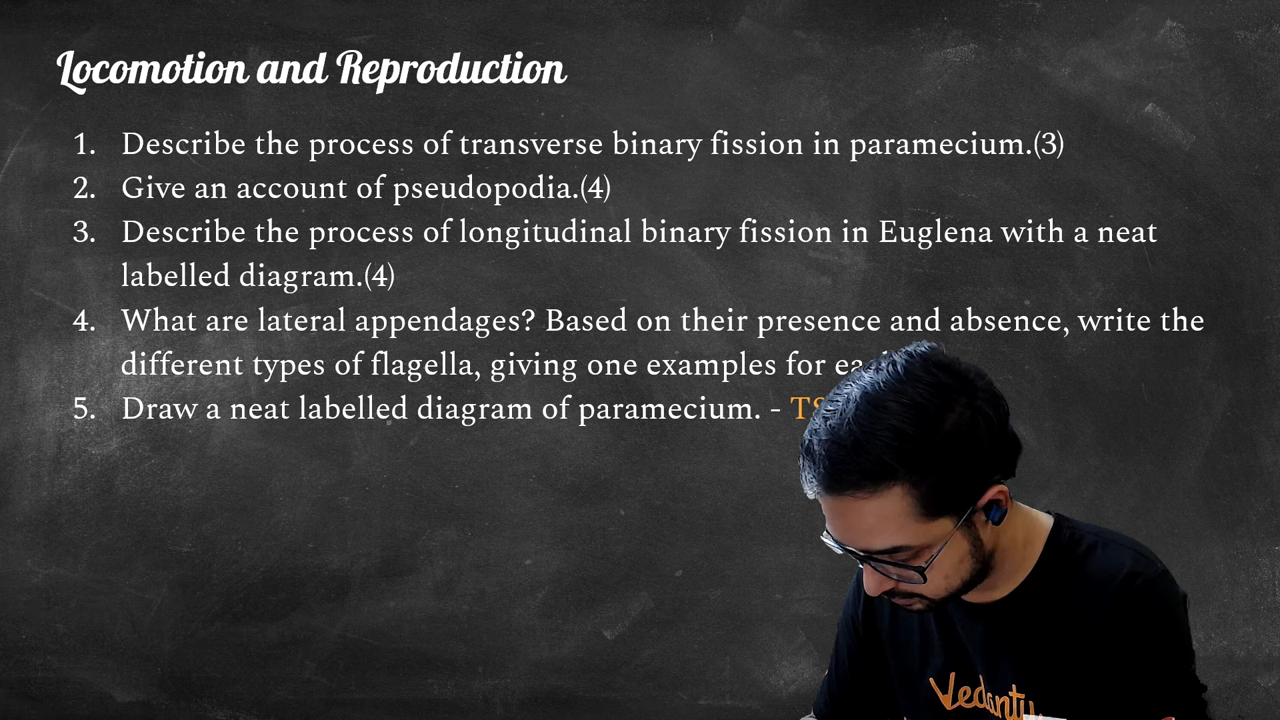 Locomotion and Reproduction
1. Describe the process of transverse binary fission in paramecium.(3)
2. Give an account of pseudopodia.(4)
3. Describe the process of longitudinal binary fission in Euglena with a neat
labelled diagram.(4)
4. What are lateral appendages? Based on their presence and absence, write the
different types of flagella, giving one examples for
5. Draw a neat labelled diagram of paramecium. -